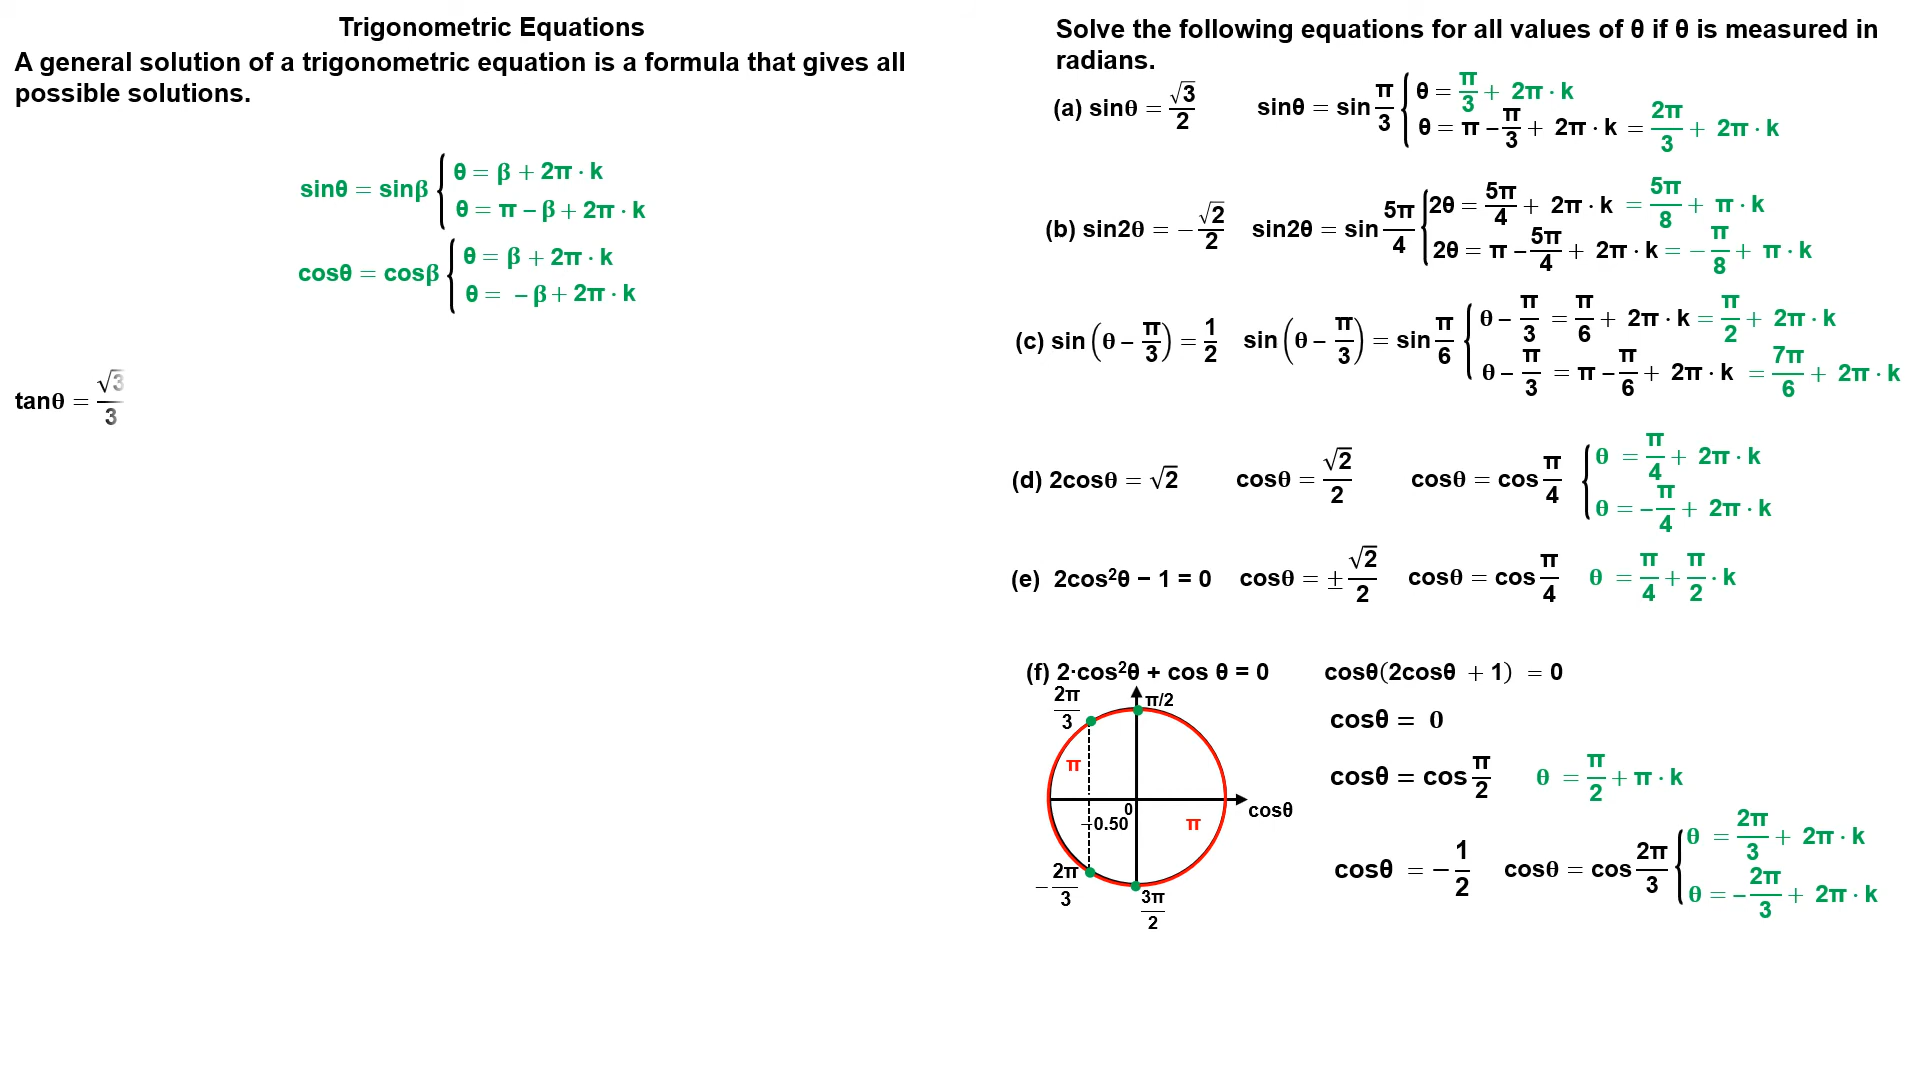 Trigonometric Equations
A general solution of a trigonometric equation is a formula that gives all
possible solutions.
sinθ = sinβ { θ = β + 2π · k
θ = π – β + 2π · k
cosθ = cosβ { θ = β + 2π · k
θ = – β + 2π · k
tanθ = √3/3
Solve the following equations for all values of θ if θ is measured in
radians.
(a) sinθ = √3/2 sinθ = sin π/3 { θ = π/3 + 2π · k
θ = π – π/3 + 2π · k = 2π/3 + 2π · k
(b) sin2θ = – √2/2 sin2θ = sin 5π/4 { 2θ = 5π/4 + 2π · k = 5π/8 + π · k
2θ = π – 5π/4 + 2π · k = – π/8 + π · k
(c) sin (θ – π/3) = 1/2 sin (θ – π/3) = sin π/6 { θ – π/3 = π/6 + 2π · k = π/2 + 2π · k
θ – π/3 = π – π/6 + 2π · k = 7π/6 + 2π · k
(d) 2cosθ = √2 cosθ = √2/2 cosθ = cos π/4 { θ = π/4 + 2π · k
θ = – π/4 + 2π · k
(e) 2cos²θ − 1 = 0 cosθ = ± √2/2 cosθ = cos π/4 θ = π/4 + π/2 · k
(f) 2·cos²θ + cos θ = 0 cosθ(2cosθ + 1) = 0
2π/3
π/2
π
0
–0.50
π
cosθ
– 2π/3
3π/2
cosθ = 0
cosθ = cos π/2 θ = π/2 + π · k
cosθ = – 1/2 cosθ = cos 2π/3 { θ = 2π/3 + 2π · k
θ = – 2π/3 + 2π · k